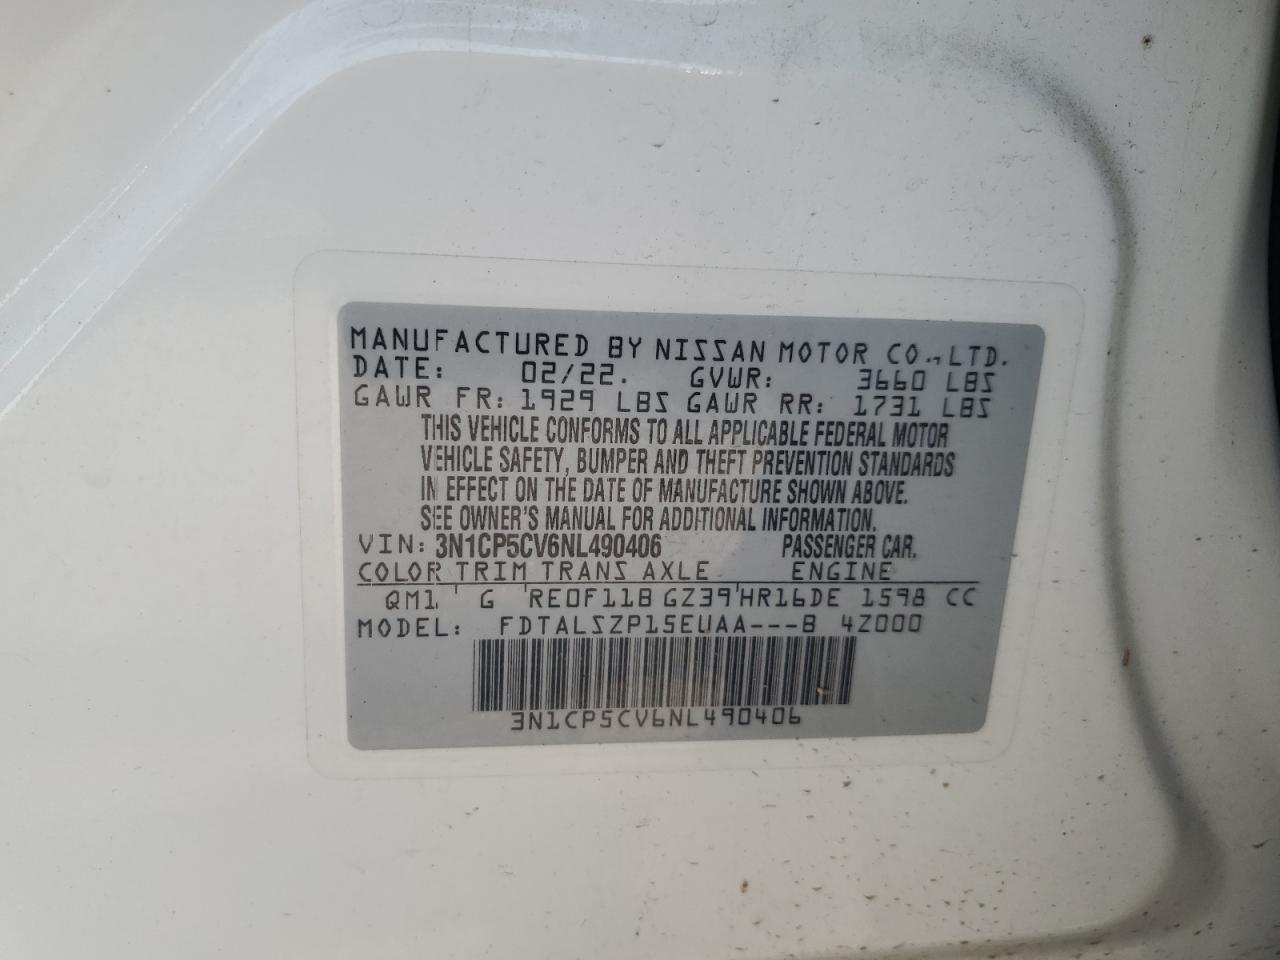 MANUFACTURED BY NISSAN MOTOR CO., LTD.
DATE: 02/22. GVWR: 3660 LBS
GAWR FR: 1929 LBS GAWR RR: 1731 LBS
THIS VEHICLE CONFORMS TO ALL APPLICABLE FEDERAL MOTOR
VEHICLE SAFETY, BUMPER AND THEFT PREVENTION STANDARDS
IN EFFECT ON THE DATE OF MANUFACTURE SHOWN ABOVE.
SEE OWNER'S MANUAL FOR ADDITIONAL INFORMATION.
VIN: 3N1CP5CV6NL490406 PASSENGER CAR.
COLOR TRIM TRANS AXLE ENGINE
QM1 G RE0F11B GZ39 HR16DE 1598 CC
MODEL: FDTALSZP15EUAA---B 4Z000
3N1CP5CV6NL490406